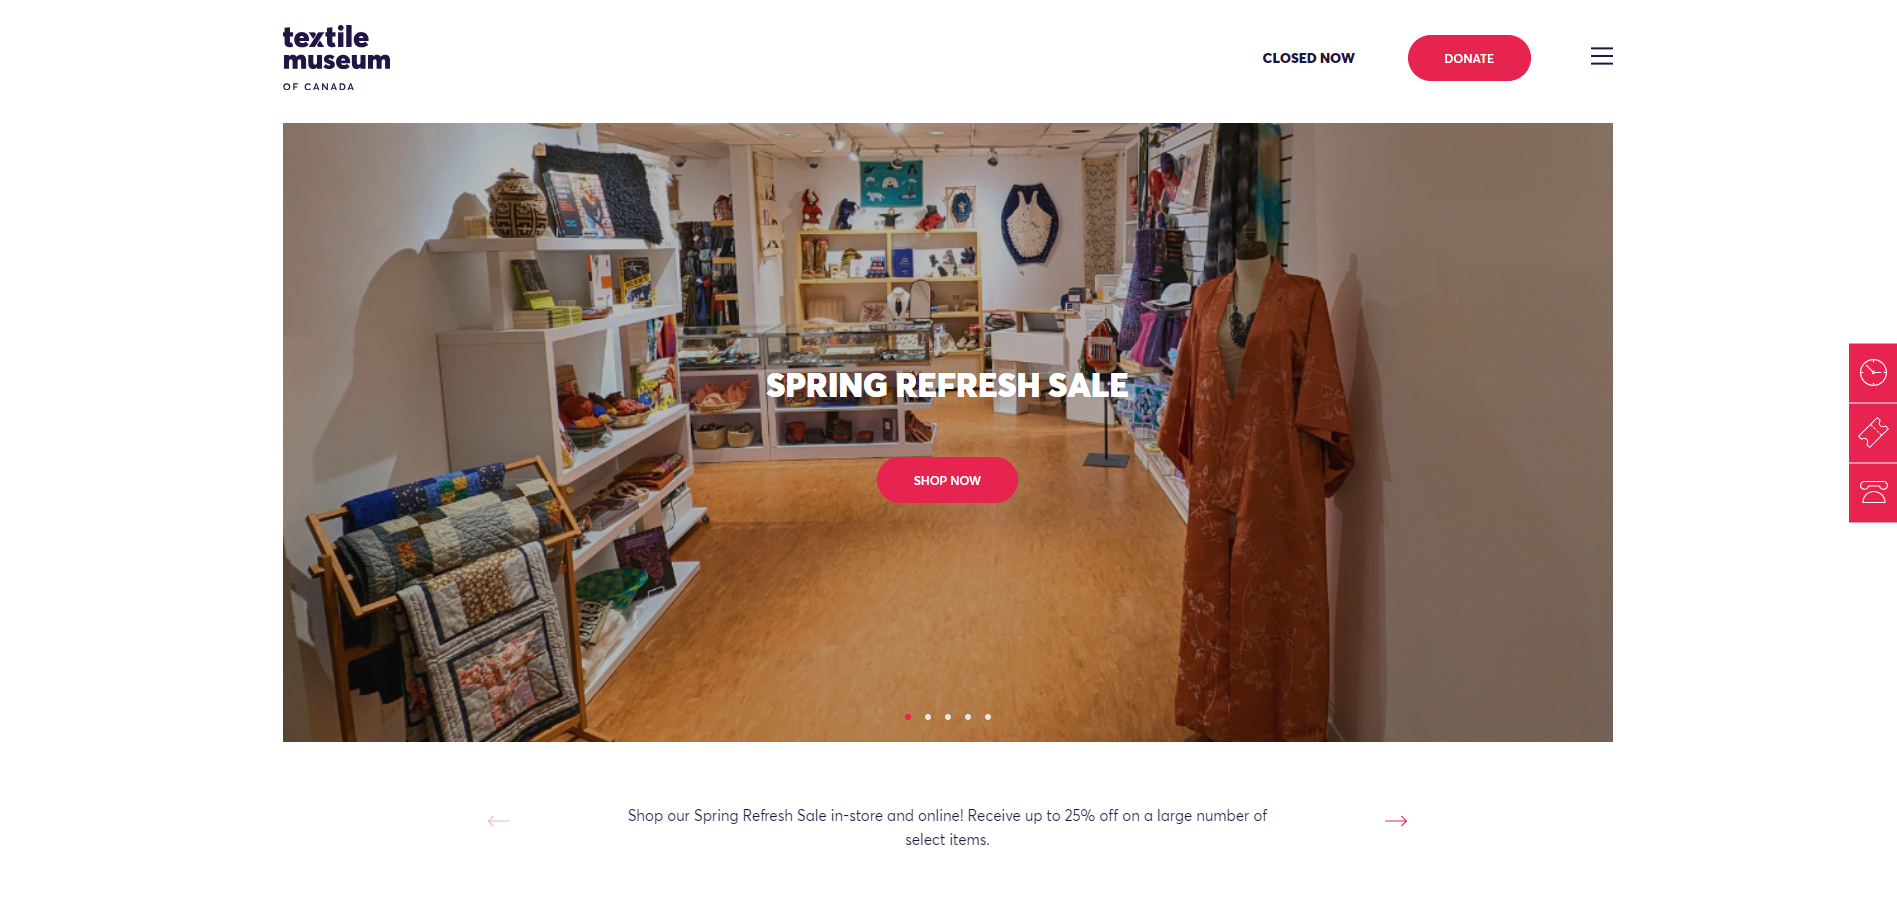 textile
museum
OF CANADA
CLOSED NOW
DONATE
SPRING REFRESH SALE
SHOP NOW
Shop our Spring Refresh Sale in-store and online! Receive up to 25% off on a large number of
select items.